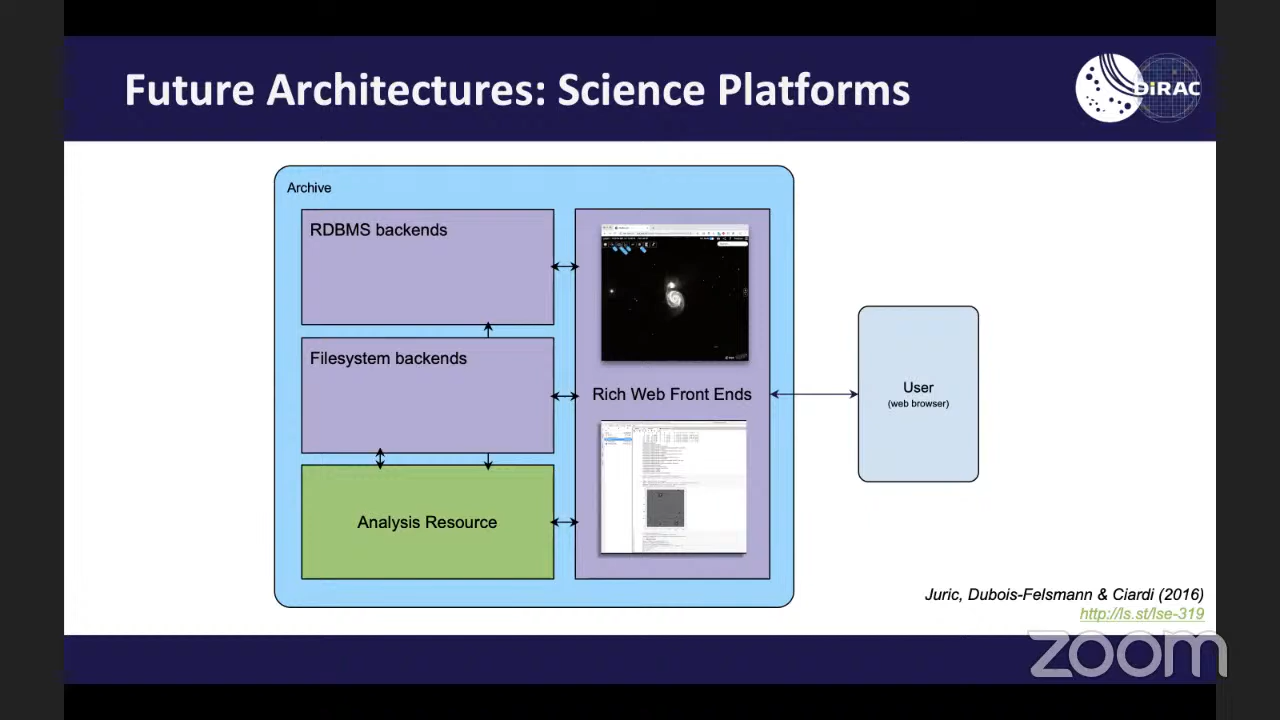 Future Architectures: Science Platforms
DiRAC
Archive
RDBMS backends
Filesystem backends
Rich Web Front Ends
User
(web browser)
Analysis Resource
Juric, Dubois-Felsmann & Ciardi (2016)
http://ls.st/lse-319
zoom